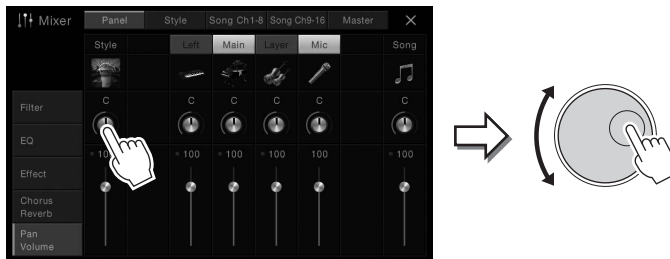 Mixer
Panel Style Song Ch1-8 Song Ch9-16 Master
Style Left Main Layer Mic Song
Filter
C C C C C C
EQ
100 100 100 100 100
Effect
Chorus
Reverb
Pan
Volume